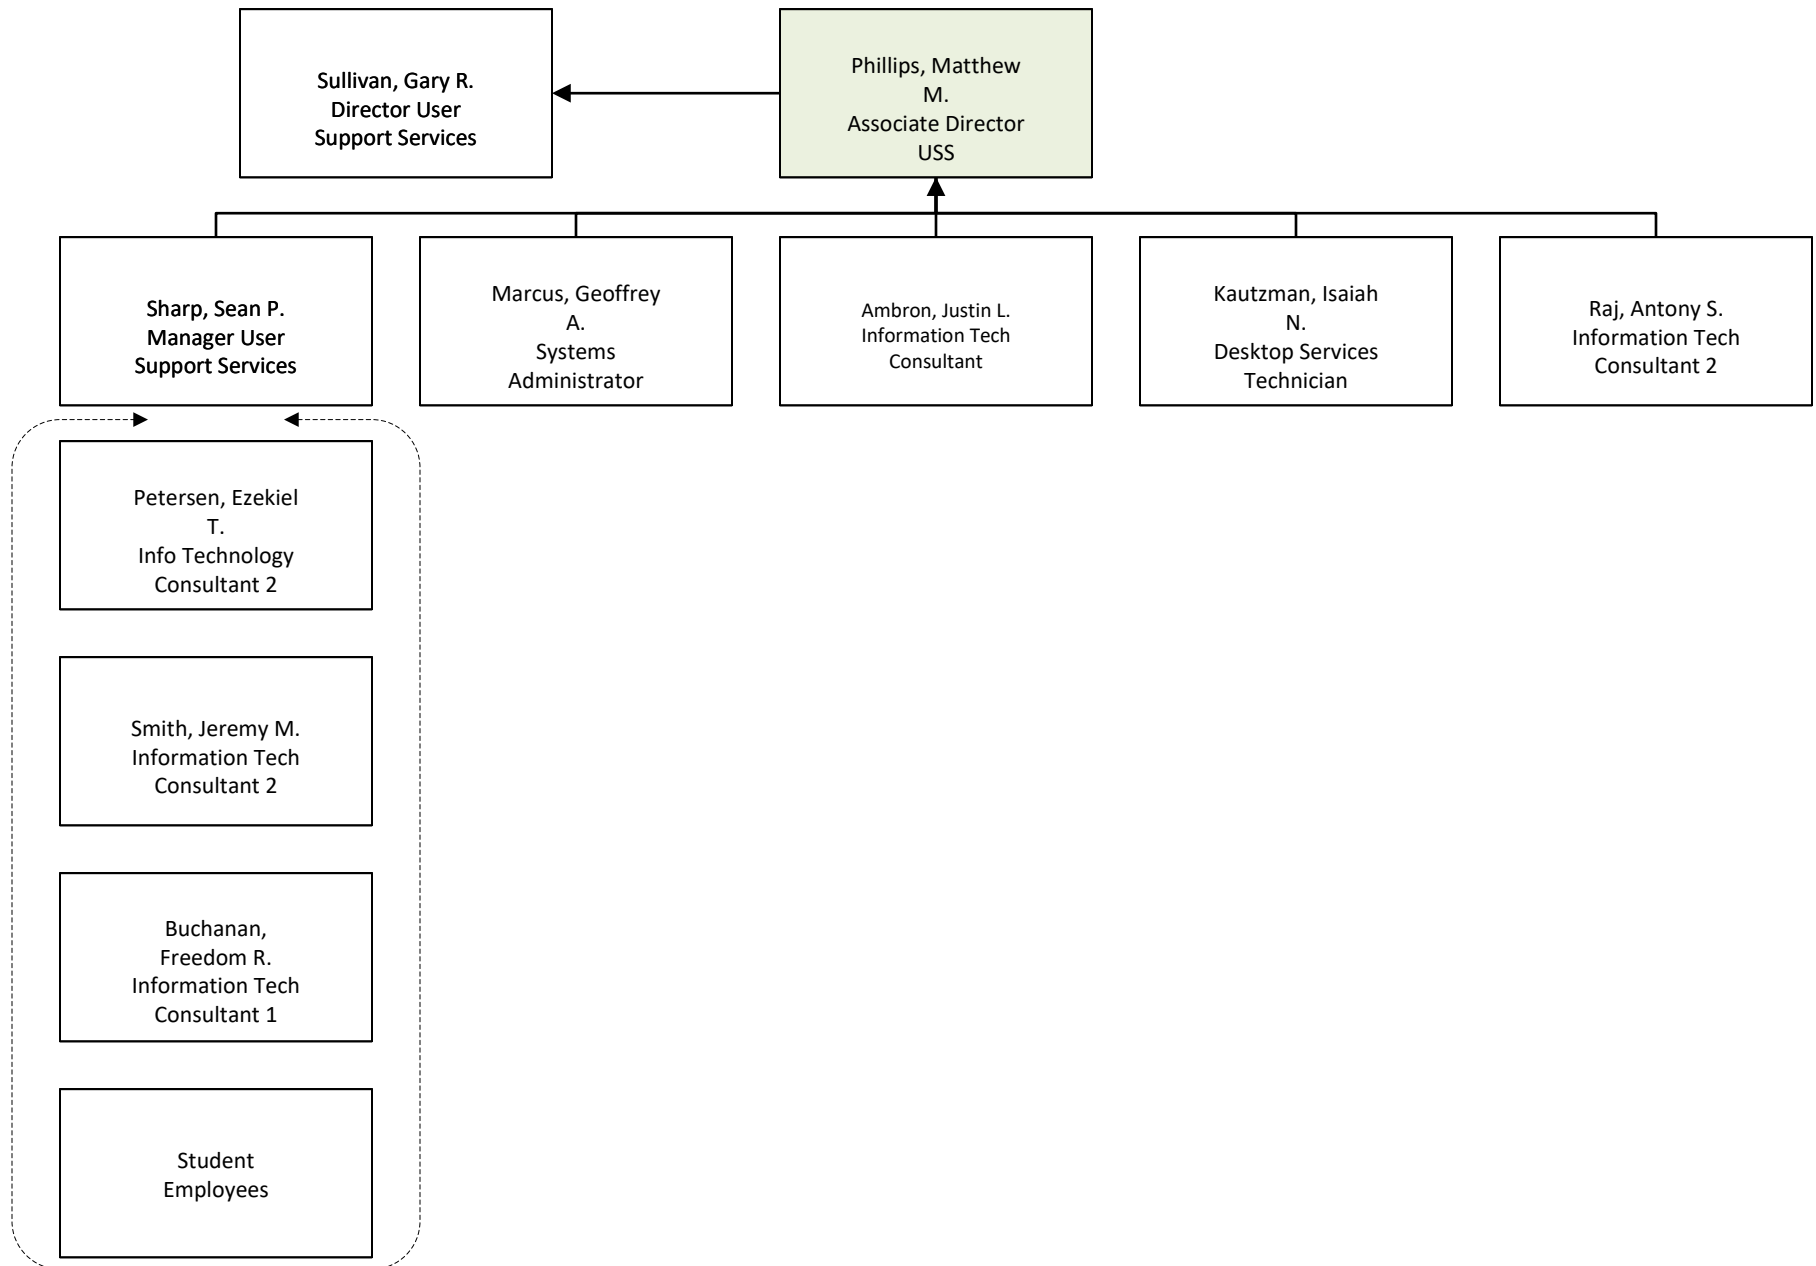 Sullivan, Gary R.
Director User
Support Services
Phillips, Matthew
M.
Associate Director
USS
Sharp, Sean P.
Manager User
Support Services
Marcus, Geoffrey
A.
Systems
Administrator
Ambron, Justin L.
Information Tech
Consultant
Kautzman, Isaiah
N.
Desktop Services
Technician
Raj, Antony S.
Information Tech
Consultant 2
Petersen, Ezekiel
T.
Info Technology
Consultant 2
Smith, Jeremy M.
Information Tech
Consultant 2
Buchanan,
Freedom R.
Information Tech
Consultant 1
Student
Employees